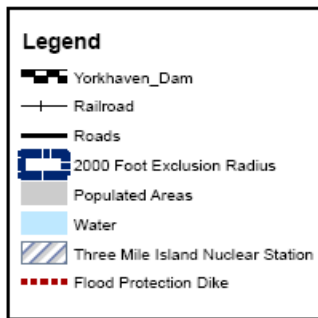 Legend
Yorkhaven_Dam
Railroad
Roads
2000 Foot Exclusion Radius
Populated Areas
Water
Three Mile Island Nuclear Station
Flood Protection Dike